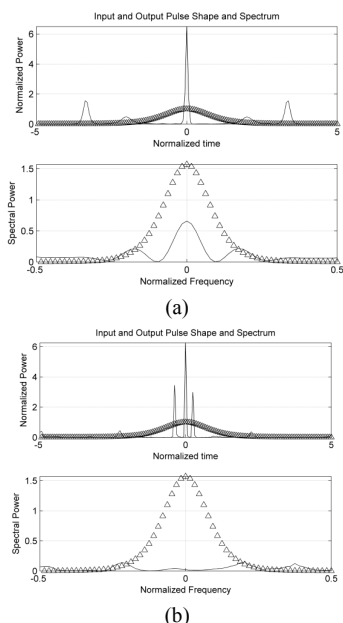 Input and Output Pulse Shape and Spectrum
Normalized Power
6
4
2
0
-5
0
5
Normalized time
Spectral Power
1.5
1
0.5
0
-0.5
0
0.5
Normalized Frequency
(a)
Input and Output Pulse Shape and Spectrum
Normalized Power
6
4
2
0
-5
0
5
Normalized time
Spectral Power
1.5
1
0.5
0
-0.5
0
0.5
Normalized Frequency
(b)